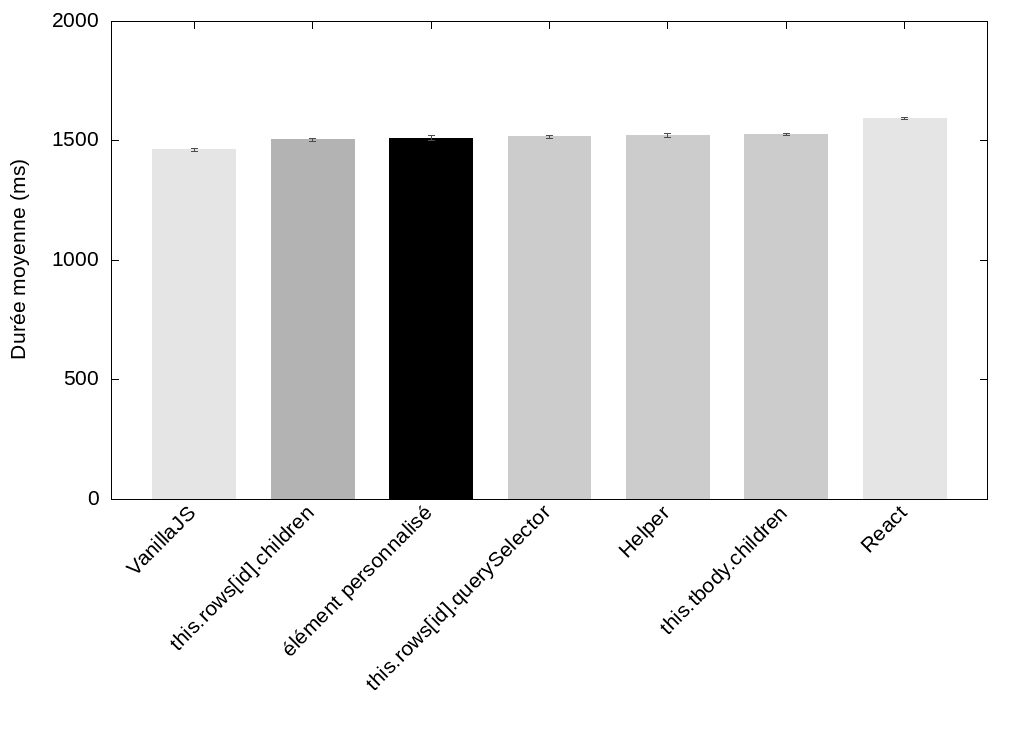 2000
1500
1000
500
0
Durée moyenne (ms)
VanillaJS
this.rows[id].children
élément personnalisé
this.rows[id].querySelector
Helper
this.tbody.children
React